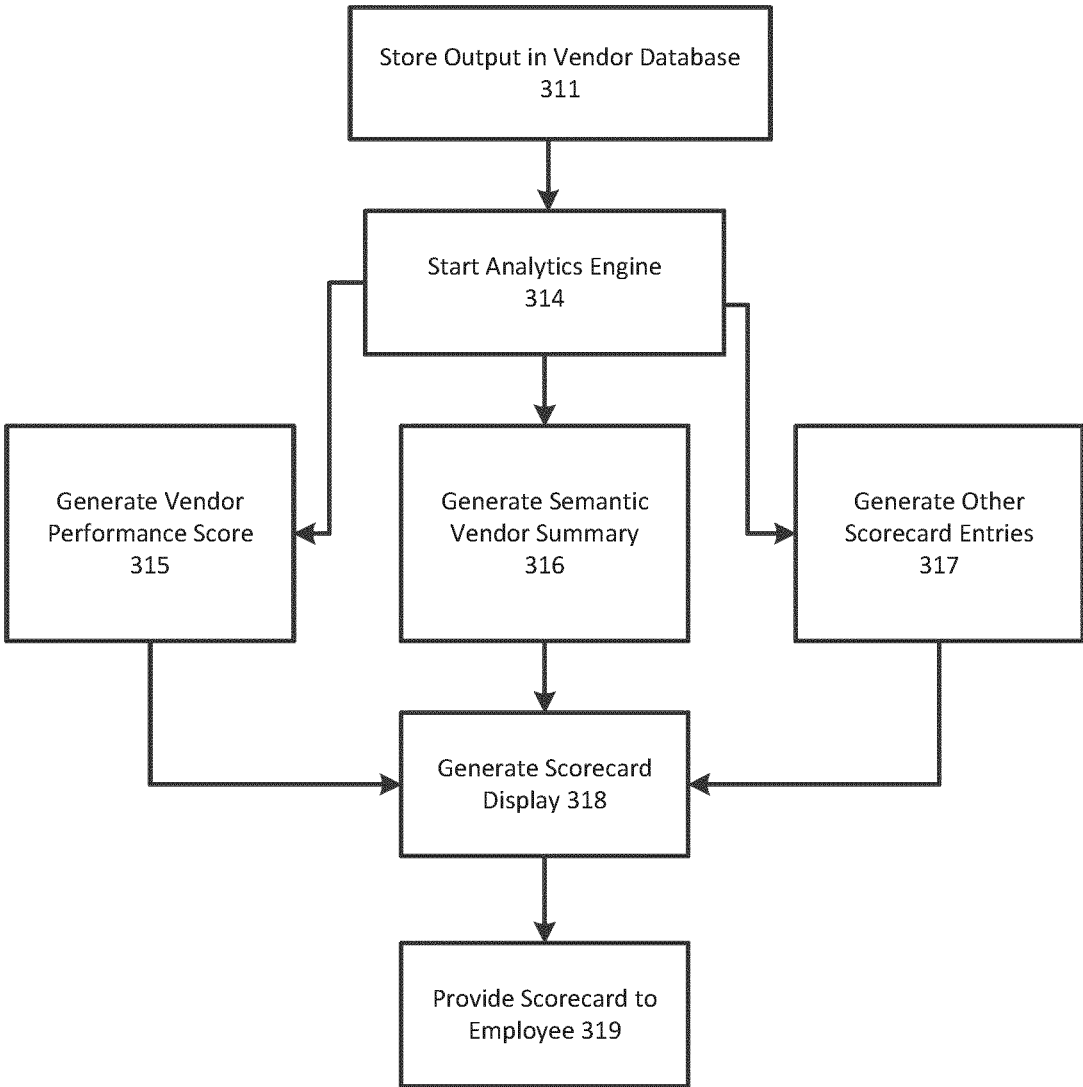 Store Output in Vendor Database
311
Start Analytics Engine
314
Generate Vendor
Performance Score
315
Generate Semantic
Vendor Summary
316
Generate Other
Scorecard Entries
317
Generate Scorecard
Display 318
Provide Scorecard to
Employee 319